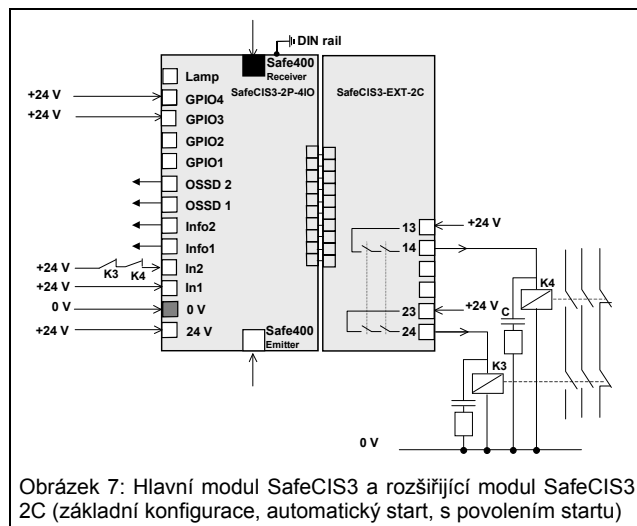 DIN rail
Safe400
Receiver
SafeCIS3-2P-4IO
SafeCIS3-EXT-2C
Lamp
+24 V
GPIO4
+24 V
GPIO3
GPIO2
GPIO1
OSSD 2
OSSD 1
Info2
Info1
+24 V
K3
K4
In2
+24 V
In1
0 V
0 V
+24 V
24 V
Safe400
Emitter
13
+24 V
14
23
+24 V
24
C
K4
K3
0 V
Obrázek 7: Hlavní modul SafeCIS3 a rozšiřující modul SafeCIS3
2C (základní konfigurace, automatický start, s povolením startu)